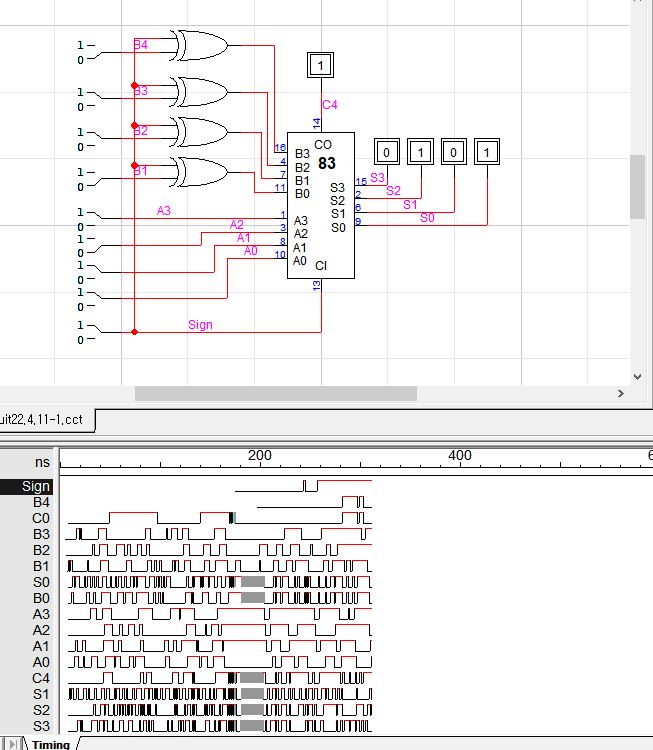 1
0
B4
1
0
B3
1
0
B2
1
0
B1
1
0
A3
1
0
A2
1
0
A1
1
0
A0
1
0
Sign
1
C4
14
CO
83
16
B3
4
B2
7
B1
11
B0
1
A3
3
A2
8
A1
10
A0
CI
13
S3
15
S3
S2
2
S2
S1
6
S1
S0
9
S0
0
1
0
1
uit22,4,11-1,cct
ns
200
400
Sign
B4
C0
B3
B2
B1
S0
B0
A3
A2
A1
A0
C4
S1
S2
S3
Timing